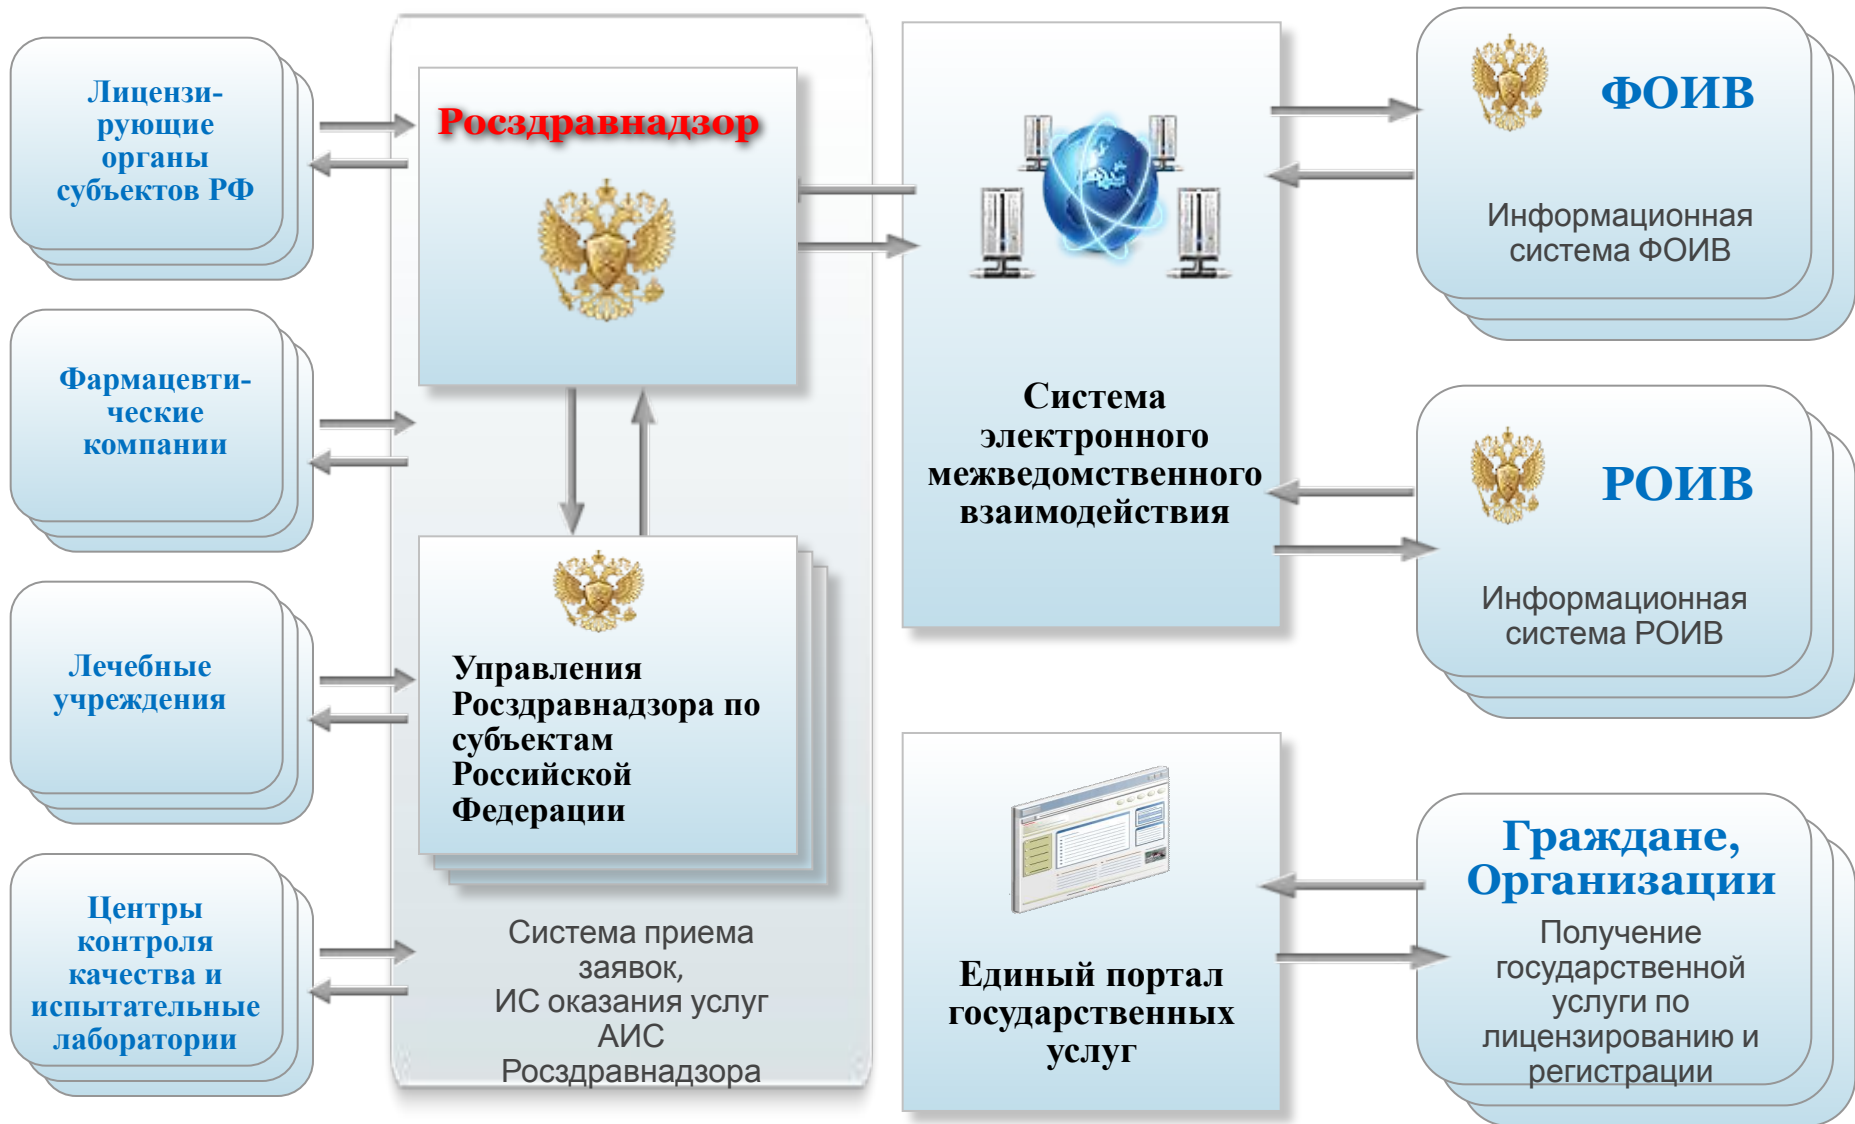 Лицензи-
рующие
органы
субъектов РФ
Фармацевти-
ческие
компании
Лечебные
учреждения
Центры
контроля
качества и
испытательные
лаборатории
Росздравнадзор
Управления
Росздравнадзора по
субъектам
Российской
Федерации
Система приема
заявок,
ИС оказания услуг
АИС
Росздравнадзора
Система
электронного
межведомственного
взаимодействия
Единый портал
государственных
услуг
ФОИВ
Информационная
система ФОИВ
РОИВ
Информационная
система РОИВ
Граждане,
Организации
Получение
государственной
услуги по
лицензированию и
регистрации